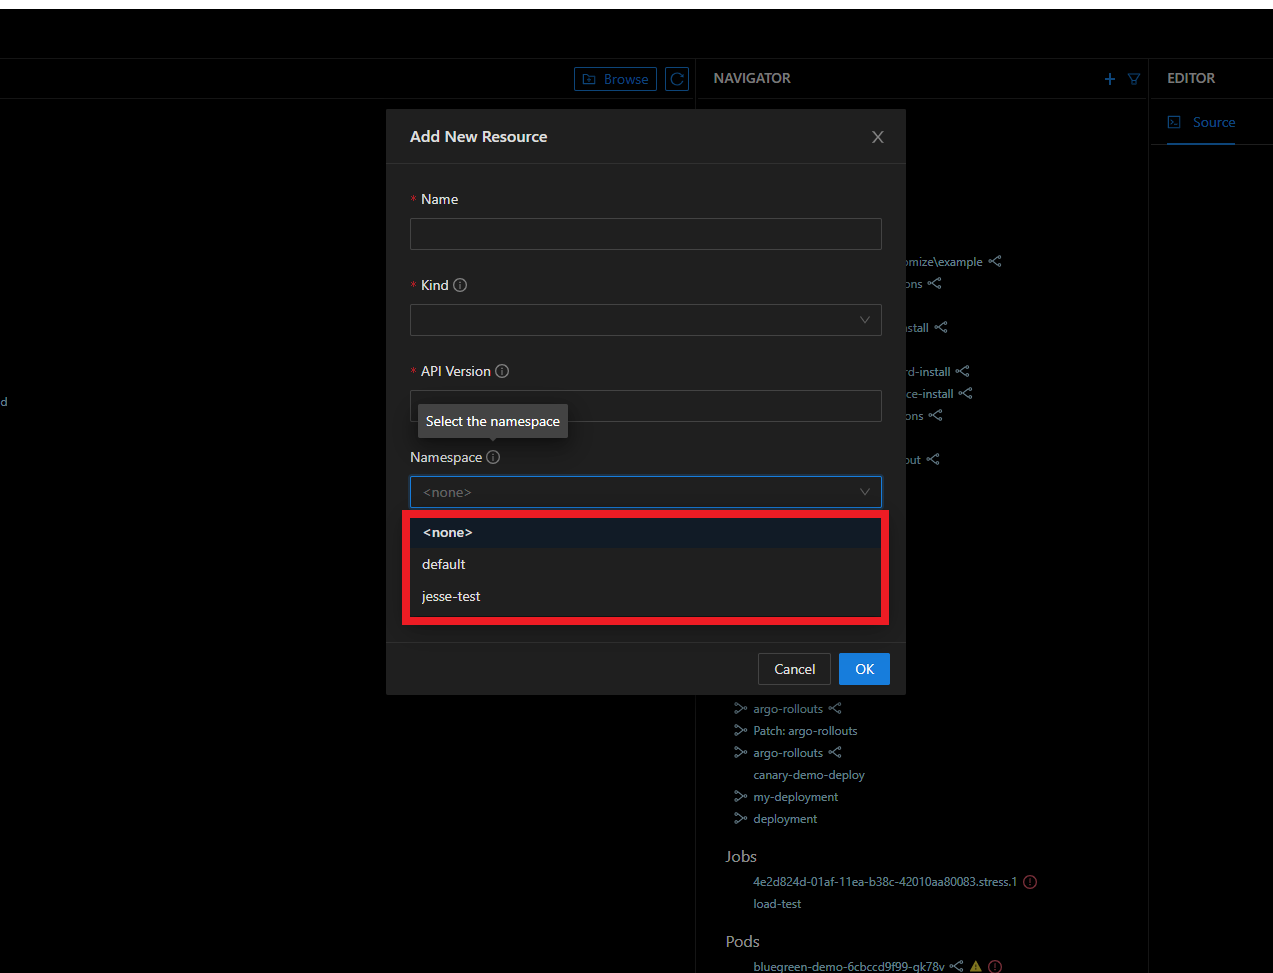 Browse
NAVIGATOR
EDITOR
Source
Add New Resource
* Name
* Kind
* API Version
Select the namespace
Namespace
<none>
<none>
default
jesse-test
Cancel
OK
d
omize\example
ons
nstall
rd-install
ce-install
ons
out
argo-rollouts
Patch: argo-rollouts
argo-rollouts
canary-demo-deploy
my-deployment
deployment
Jobs
4e2d824d-01af-11ea-b38c-42010aa80083.stress.1
load-test
Pods
bluegreen-demo-6cbccd9f99-qk78v